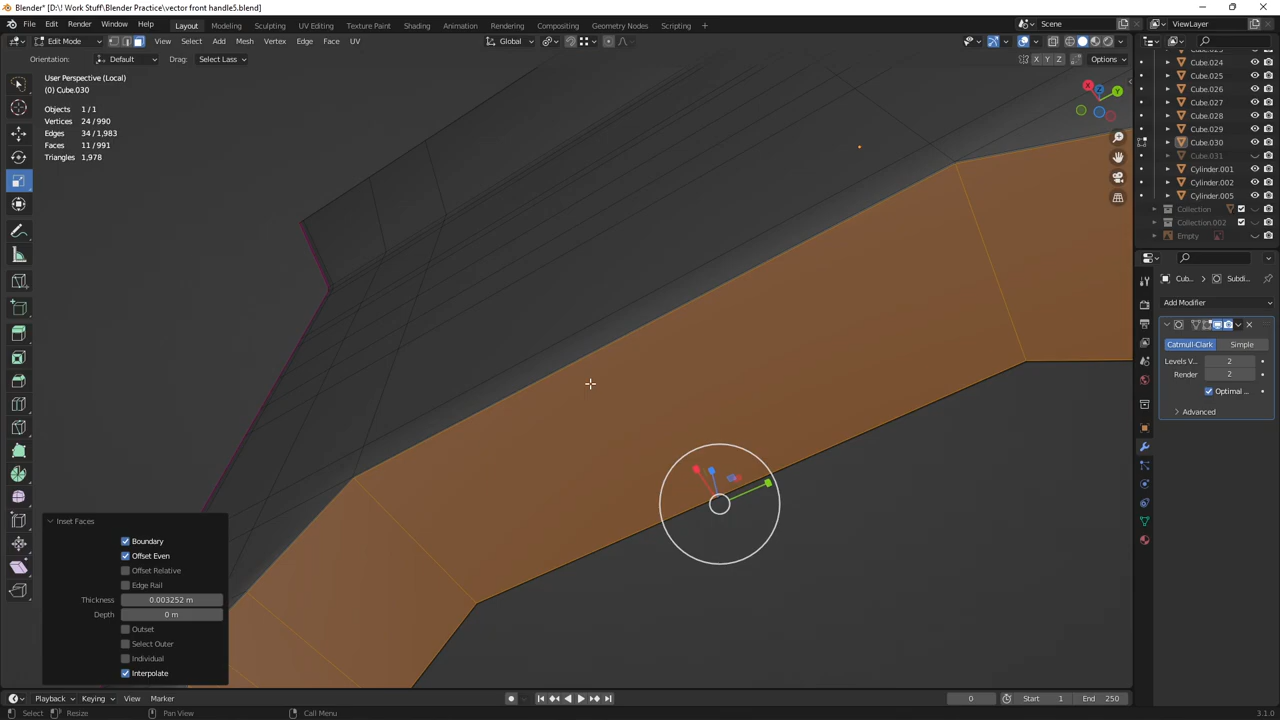 Blender* [D:\! Work Stuff\Blender Practice\vector front handle5.blend]
File Edit Render Window Help Layout Modeling Sculpting UV Editing Texture Paint Shading Animation Rendering Compositing Geometry Nodes Scripting + Scene ViewLayer
Edit Mode View Select Add Mesh Vertex Edge Face UV Global
Orientation: Default Drag: Select Lasso X Y Z Options
User Perspective (Local)
(0) Cube.030
Objects 1/1
Vertices 24/990
Edges 34/1,983
Faces 11/991
Triangles 1,978
Cube.024
Cube.025
Cube.026
Cube.027
Cube.028
Cube.029
Cube.030
Cube.031
Cylinder.001
Cylinder.002
Cylinder.005
Collection
Collection.002
Empty
Cub.. Subdi..
Add Modifier
Catmull-Clark Simple
Levels V.. 2
Render 2
Optimal ...
Advanced
Inset Faces
Boundary
Offset Even
Offset Relative
Edge Rail
Thickness 0.003252 m
Depth 0 m
Outset
Select Outer
Individual
Interpolate
Playback Keying View Marker 0 Start 1 End 250
Select Resize Pan View Call Menu 3.1.0